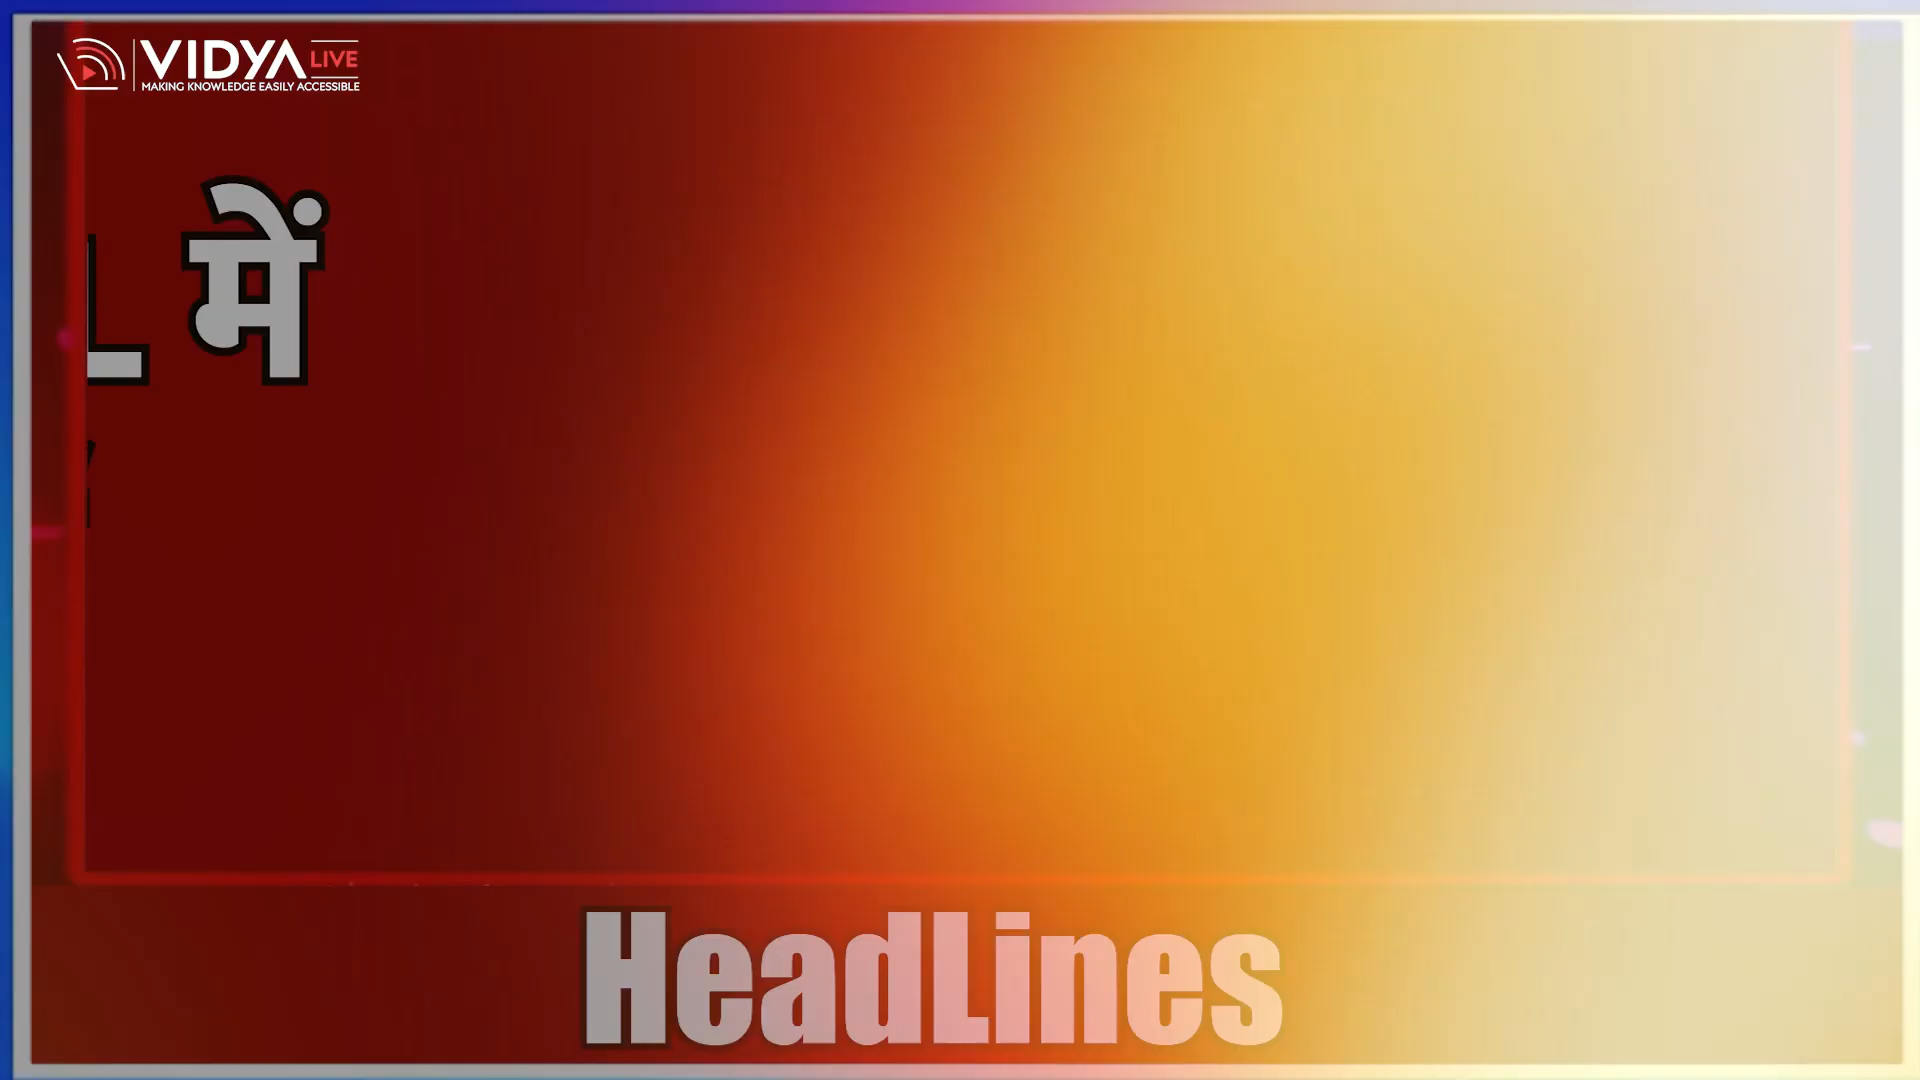 VIDYA LIVE
MAKING KNOWLEDGE EASILY ACCESSIBLE
L में
HeadLines